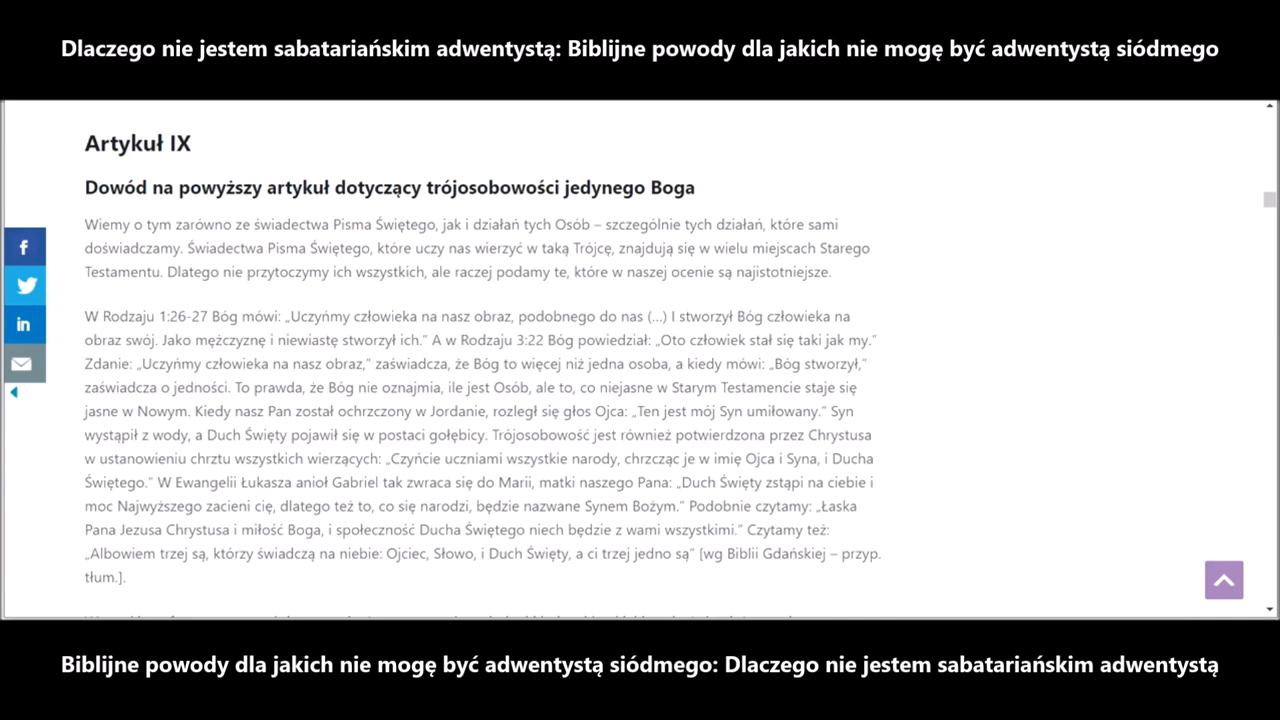 Dlaczego nie jestem sabatariańskim adwentystą: Biblijne powody dla jakich nie mogę być adwentystą siódmego
Artykuł IX
Dowód na powyższy artykuł dotyczący trójosobowości jedynego Boga
Wiemy o tym zarówno ze świadectwa Pisma Świętego, jak i działań tych Osób – szczególnie tych działań, które sami
doświadczamy. Świadectwa Pisma Świętego, które uczy nas wierzyć w taką Trójcę, znajdują się w wielu miejscach Starego
Testamentu. Dlatego nie przytoczymy ich wszystkich, ale raczej podamy te, które w naszej ocenie są najistotniejsze.
W Rodzaju 1:26-27 Bóg mówi: „Uczyńmy człowieka na nasz obraz, podobnego do nas (...) I stworzył Bóg człowieka na
obraz swój. Jako mężczyznę i niewiastę stworzył ich.” A w Rodzaju 3:22 Bóg powiedział: „Oto człowiek stał się taki jak my.”
Zdanie: „Uczyńmy człowieka na nasz obraz,” zaświadcza, że Bóg to więcej niż jedna osoba, a kiedy mówi: „Bóg stworzył,”
zaświadcza o jedności. To prawda, że Bóg nie oznajmia, ile jest Osób, ale to, co niejasne w Starym Testamencie staje się
jasne w Nowym. Kiedy nasz Pan został ochrzczony w Jordanie, rozległ się głos Ojca: „Ten jest mój Syn umiłowany.” Syn
wystąpił z wody, a Duch Święty pojawił się w postaci gołębicy. Trójosobowość jest również potwierdzona przez Chrystusa
w ustanowieniu chrztu wszystkich wierzących: „Czyńcie uczniami wszystkie narody, chrzcząc je w imię Ojca i Syna, i Ducha
Świętego.” W Ewangelii Łukasza anioł Gabriel tak zwraca się do Marii, matki naszego Pana: „Duch Święty zstąpi na ciebie i
moc Najwyższego zacieni cię, dlatego też to, co się narodzi, będzie nazwane Synem Bożym.” Podobnie czytamy: „Łaska
Pana Jezusa Chrystusa i miłość Boga, i społeczność Ducha Świętego niech będzie z wami wszystkimi.” Czytamy też:
„Albowiem trzej są, którzy świadczą na niebie: Ojciec, Słowo, i Duch Święty, a ci trzej jedno są” [wg Biblii Gdańskiej – przyp.
tłum.].
Biblijne powody dla jakich nie mogę być adwentystą siódmego: Dlaczego nie jestem sabatariańskim adwentystą